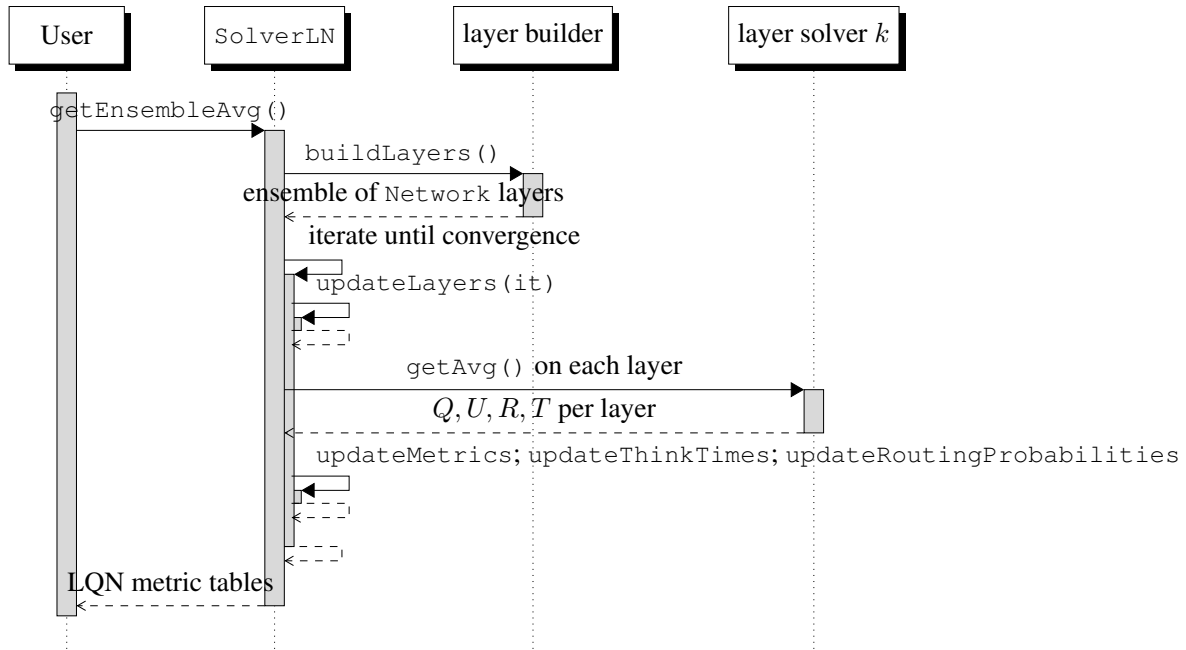 User
SolverLN
layer builder
layer solver k
getEnsembleAvg()
buildLayers()
ensemble of Network layers
iterate until convergence
updateLayers(it)
getAvg() on each layer
Q, U, R, T per layer
updateMetrics; updateThinkTimes; updateRoutingProbabilities
LQN metric tables